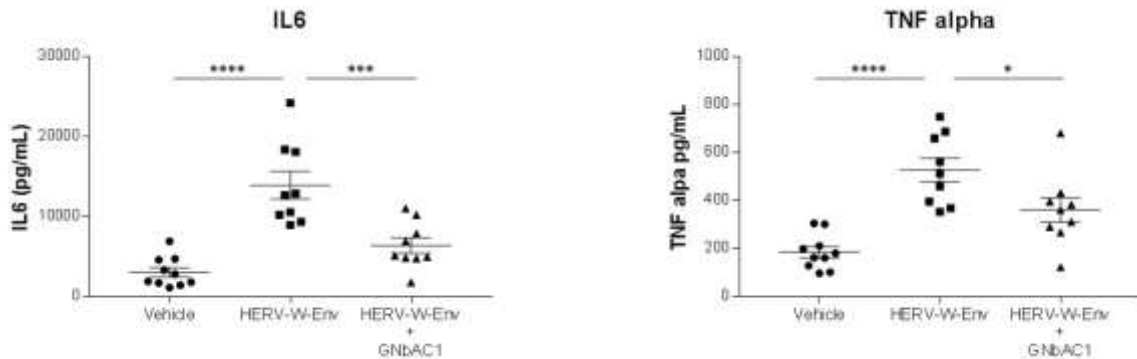 IL6
30000
20000
10000
0
IL6 (pg/mL)
****
***
Vehicle
HERV-W-Env
HERV-W-Env
+
GNbAC1
TNF alpha
1000
800
600
400
200
0
TNF alpa pg/mL
****
*
Vehicle
HERV-W-Env
HERV-W-Env
+
GNbAC1